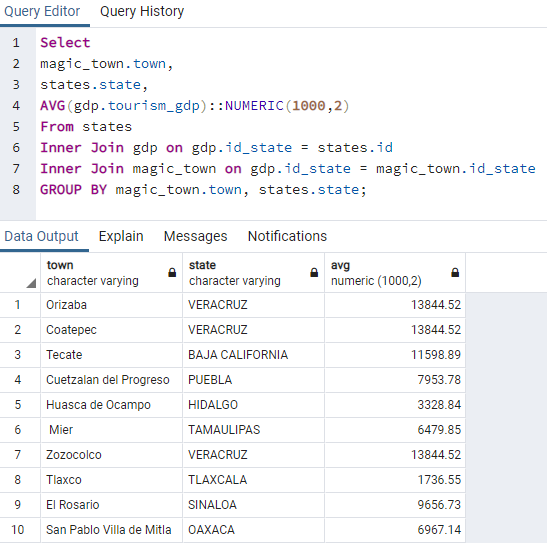 Query Editor Query History
1 Select
2 magic_town.town,
3 states.state,
4 AVG(gdp.tourism_gdp)::NUMERIC(1000,2)
5 From states
6 Inner Join gdp on gdp.id_state = states.id
7 Inner Join magic_town on gdp.id_state = magic_town.id_state
8 GROUP BY magic_town.town, states.state;
Data Output Explain Messages Notifications
town state avg
character varying character varying numeric (1000,2)
1 Orizaba VERACRUZ 13844.52
2 Coatepec VERACRUZ 13844.52
3 Tecate BAJA CALIFORNIA 11598.89
4 Cuetzalan del Progreso PUEBLA 7953.78
5 Huasca de Ocampo HIDALGO 3328.84
6 Mier TAMAULIPAS 6479.85
7 Zozocolco VERACRUZ 13844.52
8 Tlaxco TLAXCALA 1736.55
9 El Rosario SINALOA 9656.73
10 San Pablo Villa de Mitla OAXACA 6967.14